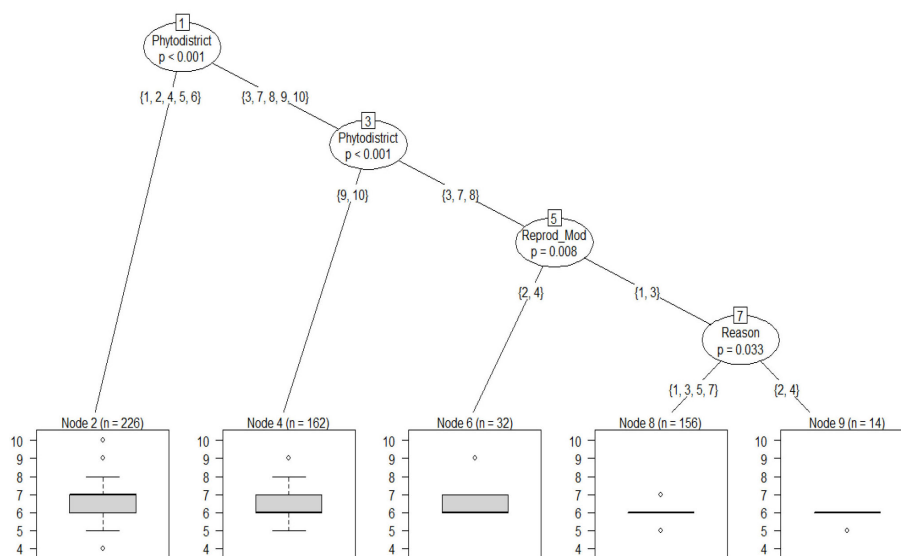 1
Phytodistrict
p < 0.001
{1, 2, 4, 5, 6}
{3, 7, 8, 9, 10}
3
Phytodistrict
p < 0.001
{9, 10}
{3, 7, 8}
5
Reprod_Mod
p = 0.008
{2, 4}
{1, 3}
7
Reason
p = 0.033
{1, 3, 5, 7}
{2, 4}
Node 2 (n = 226)
10
9
8
7
6
5
4
Node 4 (n = 162)
10
9
8
7
6
5
4
Node 6 (n = 32)
10
9
8
7
6
5
4
Node 8 (n = 156)
10
9
8
7
6
5
4
Node 9 (n = 14)
10
9
8
7
6
5
4